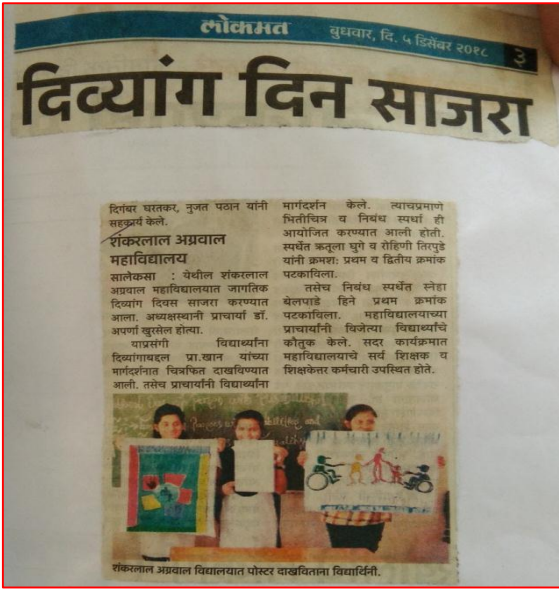 लोकमत
बुधवार, दि. ५ डिसेंबर २०१८
३
दिव्यांग दिन साजरा
दिगंबर घरतकर, नुजत पठान यांनी
सहकार्य केले.
शंकरलाल अग्रवाल
महाविद्यालय
सालेकसा : येथील शंकरलाल
अग्रवाल महाविद्यालयात जागतिक
दिव्यांग दिवस साजरा करण्यात
आला. अध्यक्षस्थानी प्राचार्या डॉ.
अपर्णा खुरसेल होत्या.
याप्रसंगी विद्यार्थ्यांना
दिव्यांगाबद्दल प्रा.खान यांच्या
मार्गदर्शनात चित्रफित दाखविण्यात
आली. तसेच प्राचार्यांनी विद्यार्थ्यांना
मार्गदर्शन केले. त्याचप्रमाणे
भितीचित्र व निबंध स्पर्धा ही
आयोजित करण्यात आली होती.
स्पर्धेत ऋतूला घुगे व रोहिणी तिरपुडे
यांनी क्रमशः प्रथम व द्वितीय क्रमांक
पटकाविला.
तसेच निबंध स्पर्धेत स्नेहा
बेलपाडे हिने प्रथम क्रमांक
पटकाविला. महाविद्यालयाच्या
प्राचार्यांनी विजेत्या विद्यार्थ्यांचे
कौतुक केले. सदर कार्यक्रमात
महाविद्यालयाचे सर्व शिक्षक व
शिक्षकेत्तर कर्मचारी उपस्थित होते.
शंकरलाल अग्रवाल विद्यालयात पोस्टर दाखविताना विद्यार्थिनी.